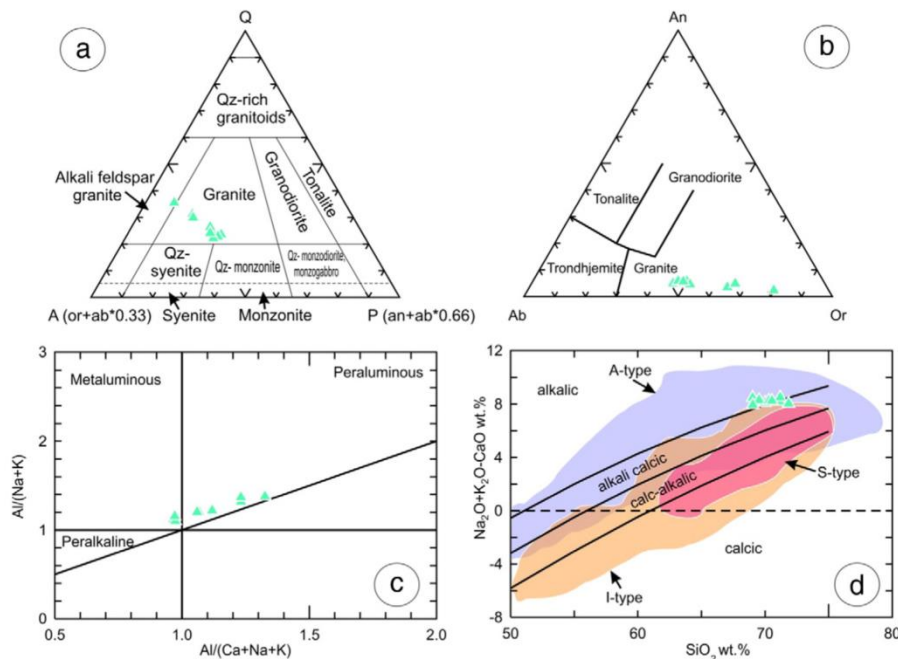 a
Q
Qz-rich
granitoids
Alkali feldspar
granite
Granite
Granodiorite
Tonalite
Qz-
syenite
Qz- monzonite
Qz- monzodiorite,
monzogabbro
A (or+ab*0.33)
Syenite
Monzonite
P (an+ab*0.66)
b
An
Tonalite
Granodiorite
Trondhjemite
Granite
Ab
Or
3
2
1
0
Al/(Na+K)
Metaluminous
Peraluminous
Peralkaline
c
0.5
1.0
1.5
2.0
Al/(Ca+Na+K)
12
8
4
0
-4
-8
Na2O+K2O-CaO wt.%
alkalic
A-type
alkali calcic
calc-alkalic
S-type
calcic
I-type
d
50
60
70
80
SiO2 wt.%